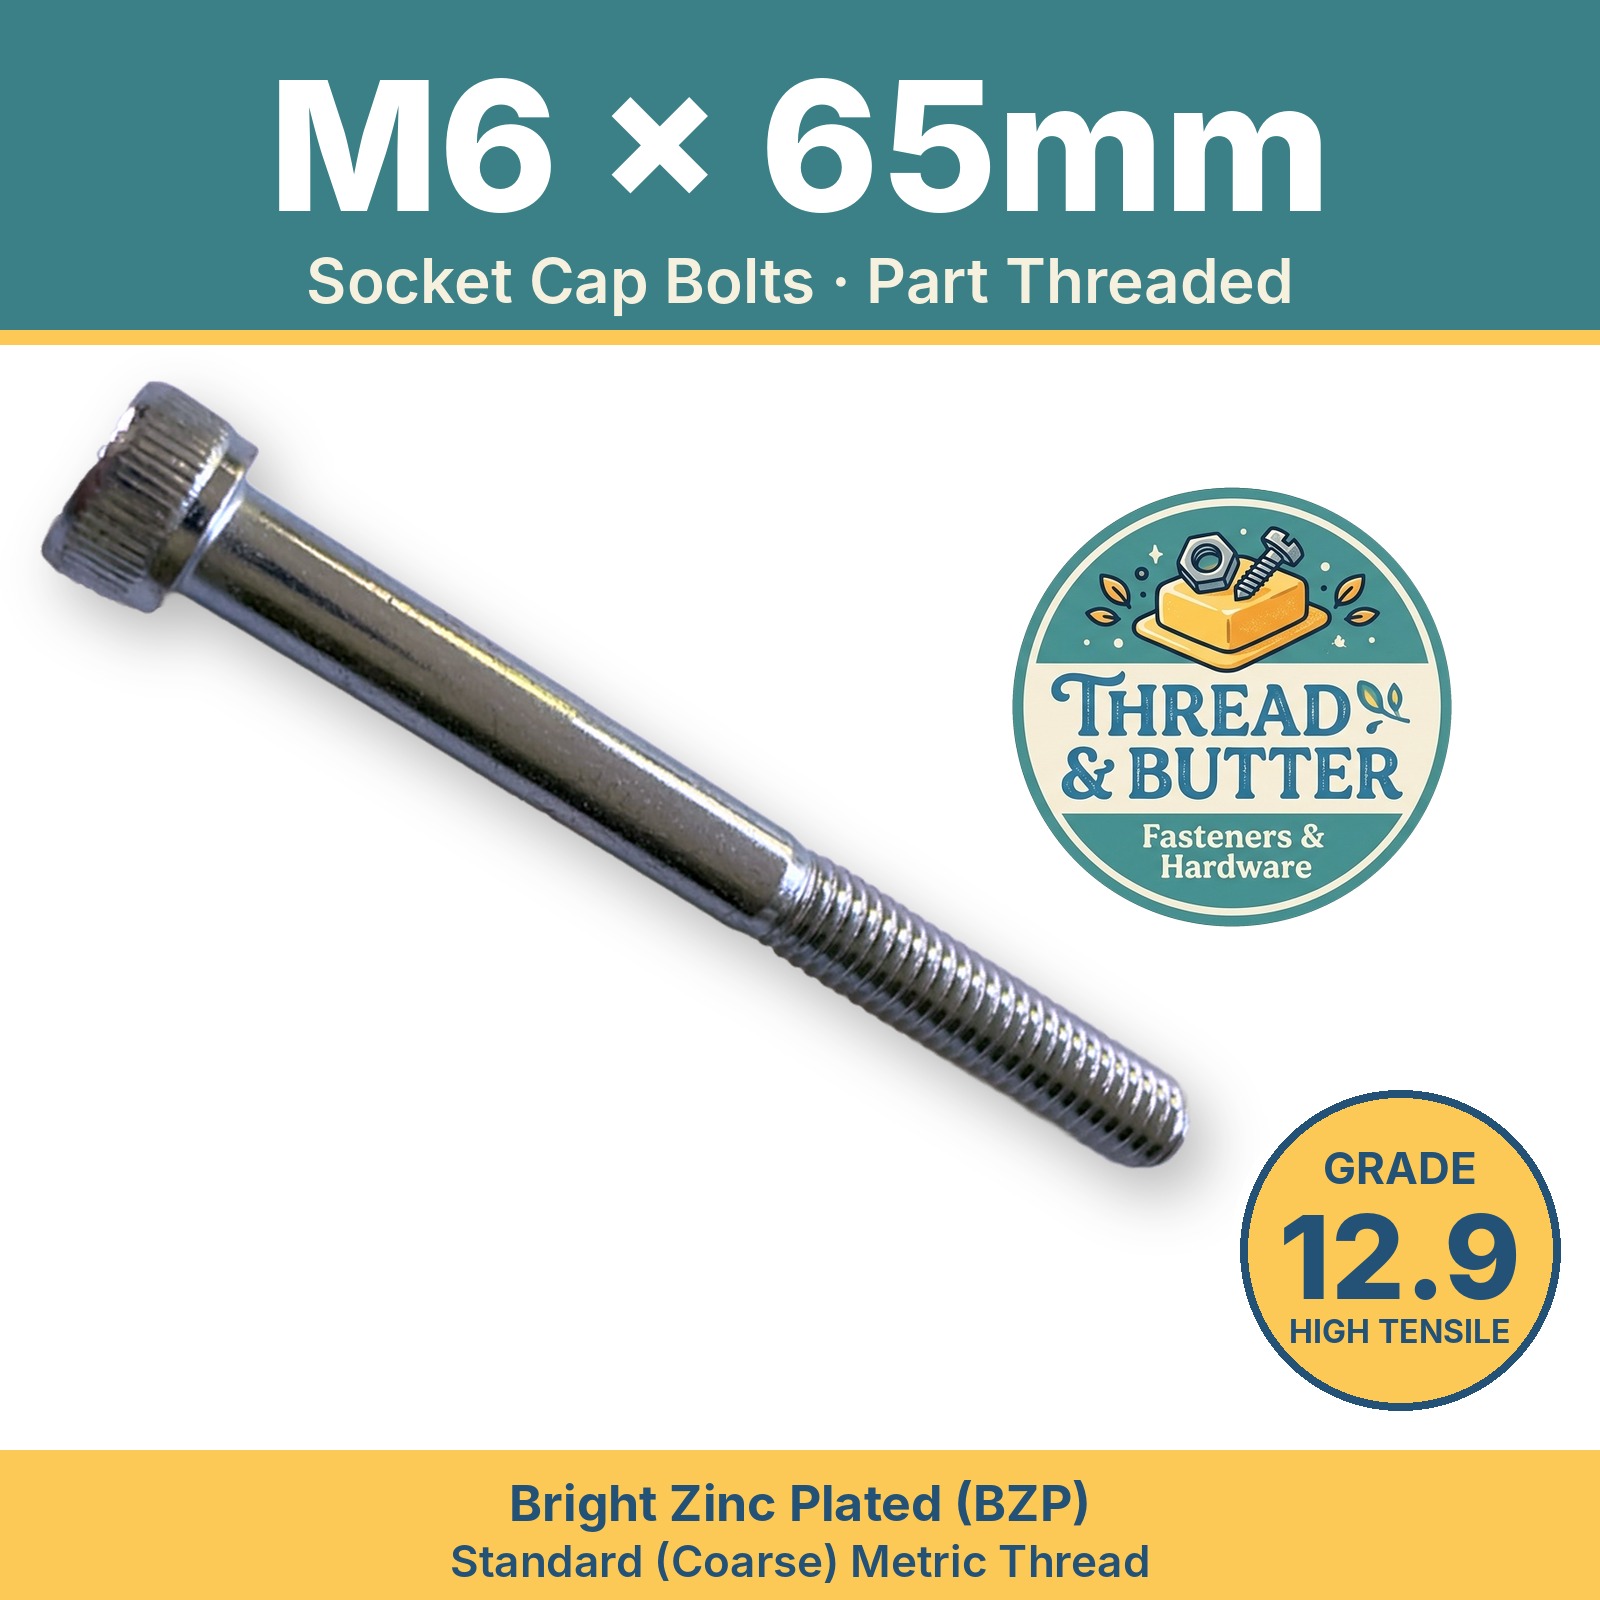 M6 × 65mm
Socket Cap Bolts · Part Threaded
THREAD
& BUTTER
Fasteners &
Hardware
GRADE
12.9
HIGH TENSILE
Bright Zinc Plated (BZP)
Standard (Coarse) Metric Thread